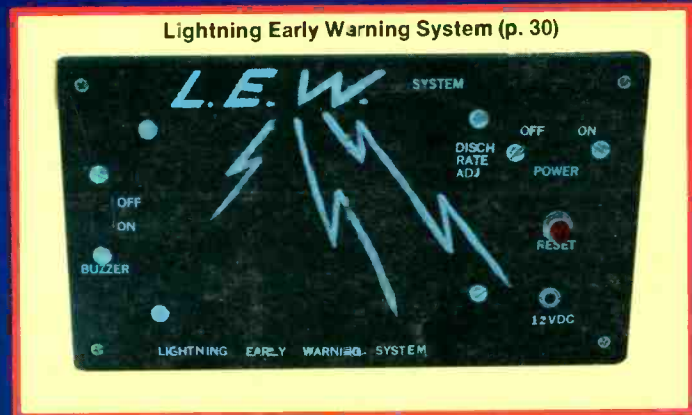 Lightning Early Warning System (p. 30)
L. E. W. SYSTEM
OFF ON
DISCH
RATE
ADJ
POWER
OFF
ON
BUZZER
RESET
12VDC
LIGHTNING EARLY WARNING SYSTEM